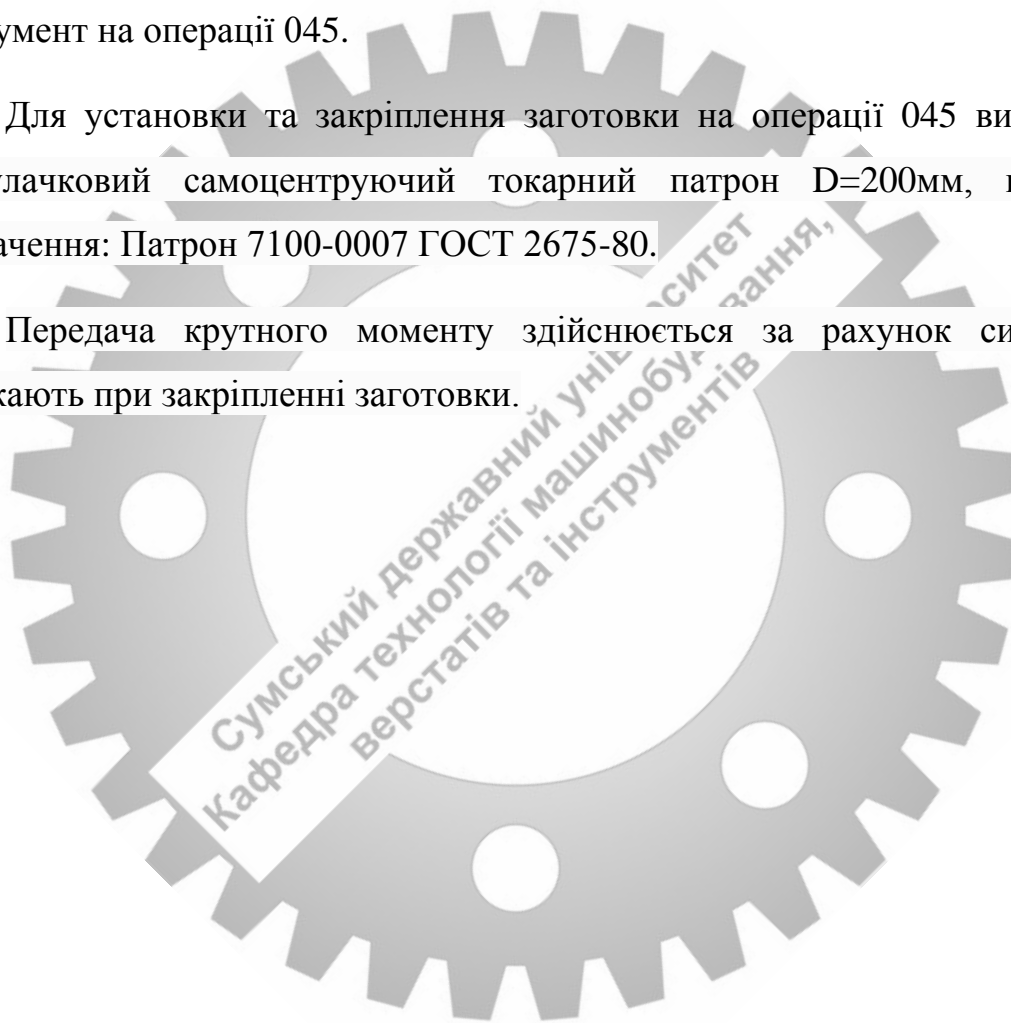 умент на операції 045.
Для установки та закріплення заготовки на операції 045 ви
лачковий самоцентруючий токарний патрон D=200мм,
ачення: Патрон 7100-0007 ГОСТ 2675-80.
Передача крутного моменту здійснюється за рахунок си
кають при закріпленні заготовки.
Сумський державний університет
Кафедра технології машинобудування,
верстатів та інструментів